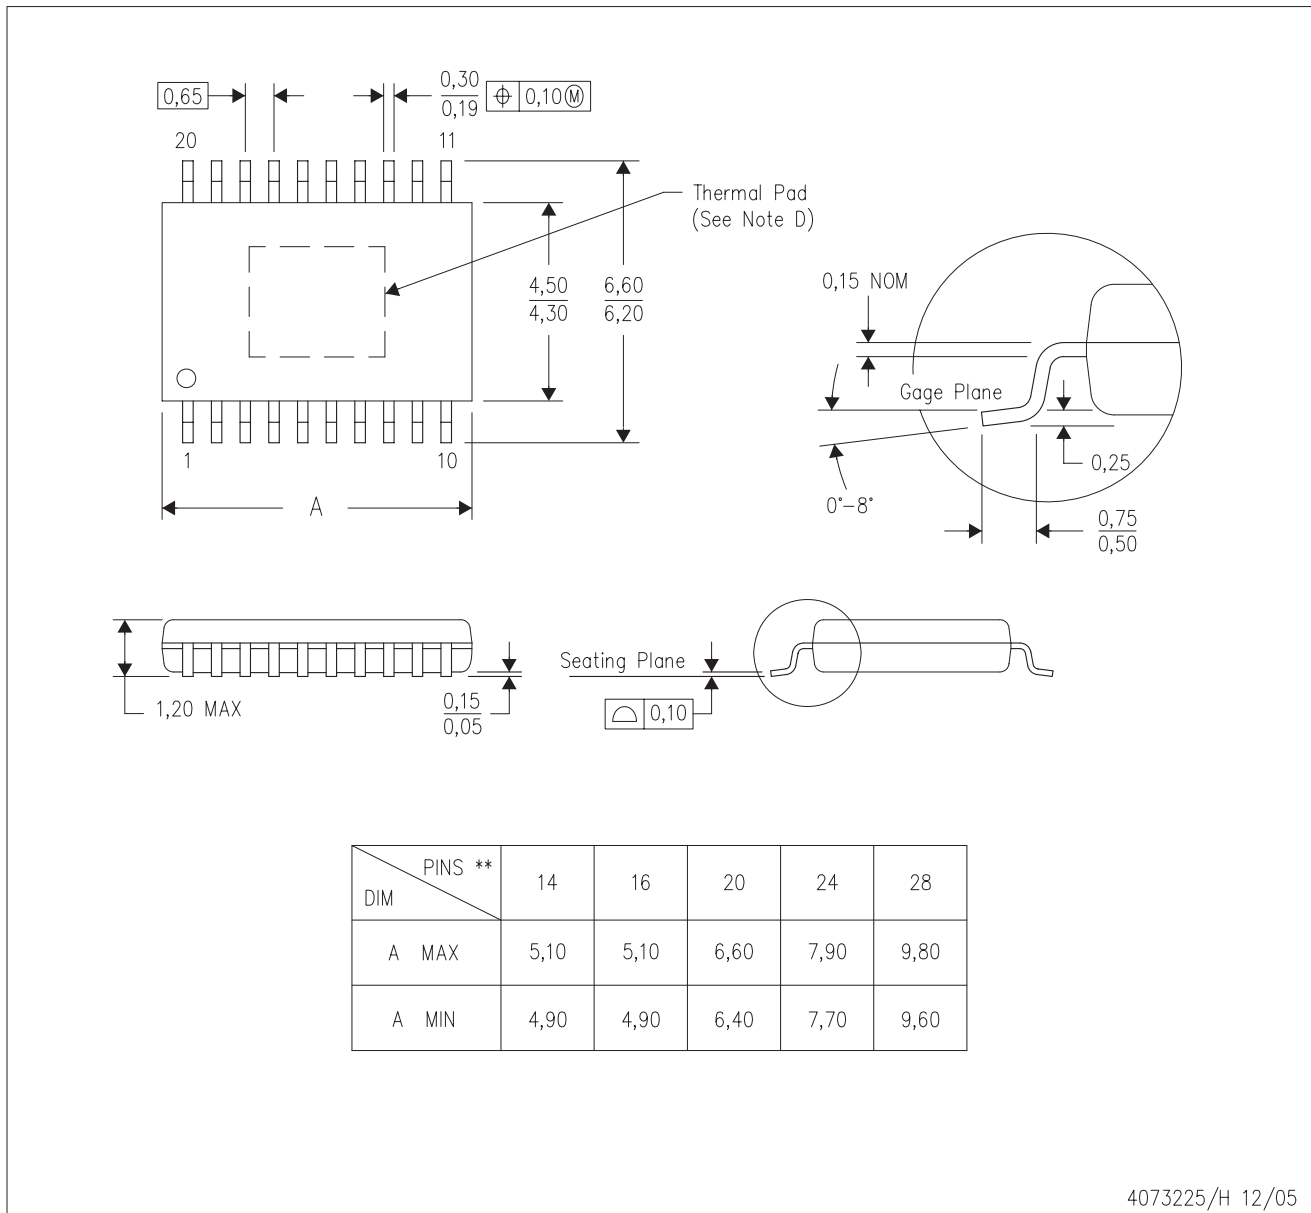 0,65
0,30
0,19
0,10 Ⓜ
20
11
Thermal Pad
(See Note D)
4,50
4,30
6,60
6,20
1
10
A
0,15 NOM
Gage Plane
0,25
0°–8°
0,75
0,50
1,20 MAX
0,15
0,05
Seating Plane
0,10
PINS ** 14 16 20 24 28
DIM
A MAX 5,10 5,10 6,60 7,90 9,80
A MIN 4,90 4,90 6,40 7,70 9,60
4073225/H 12/05